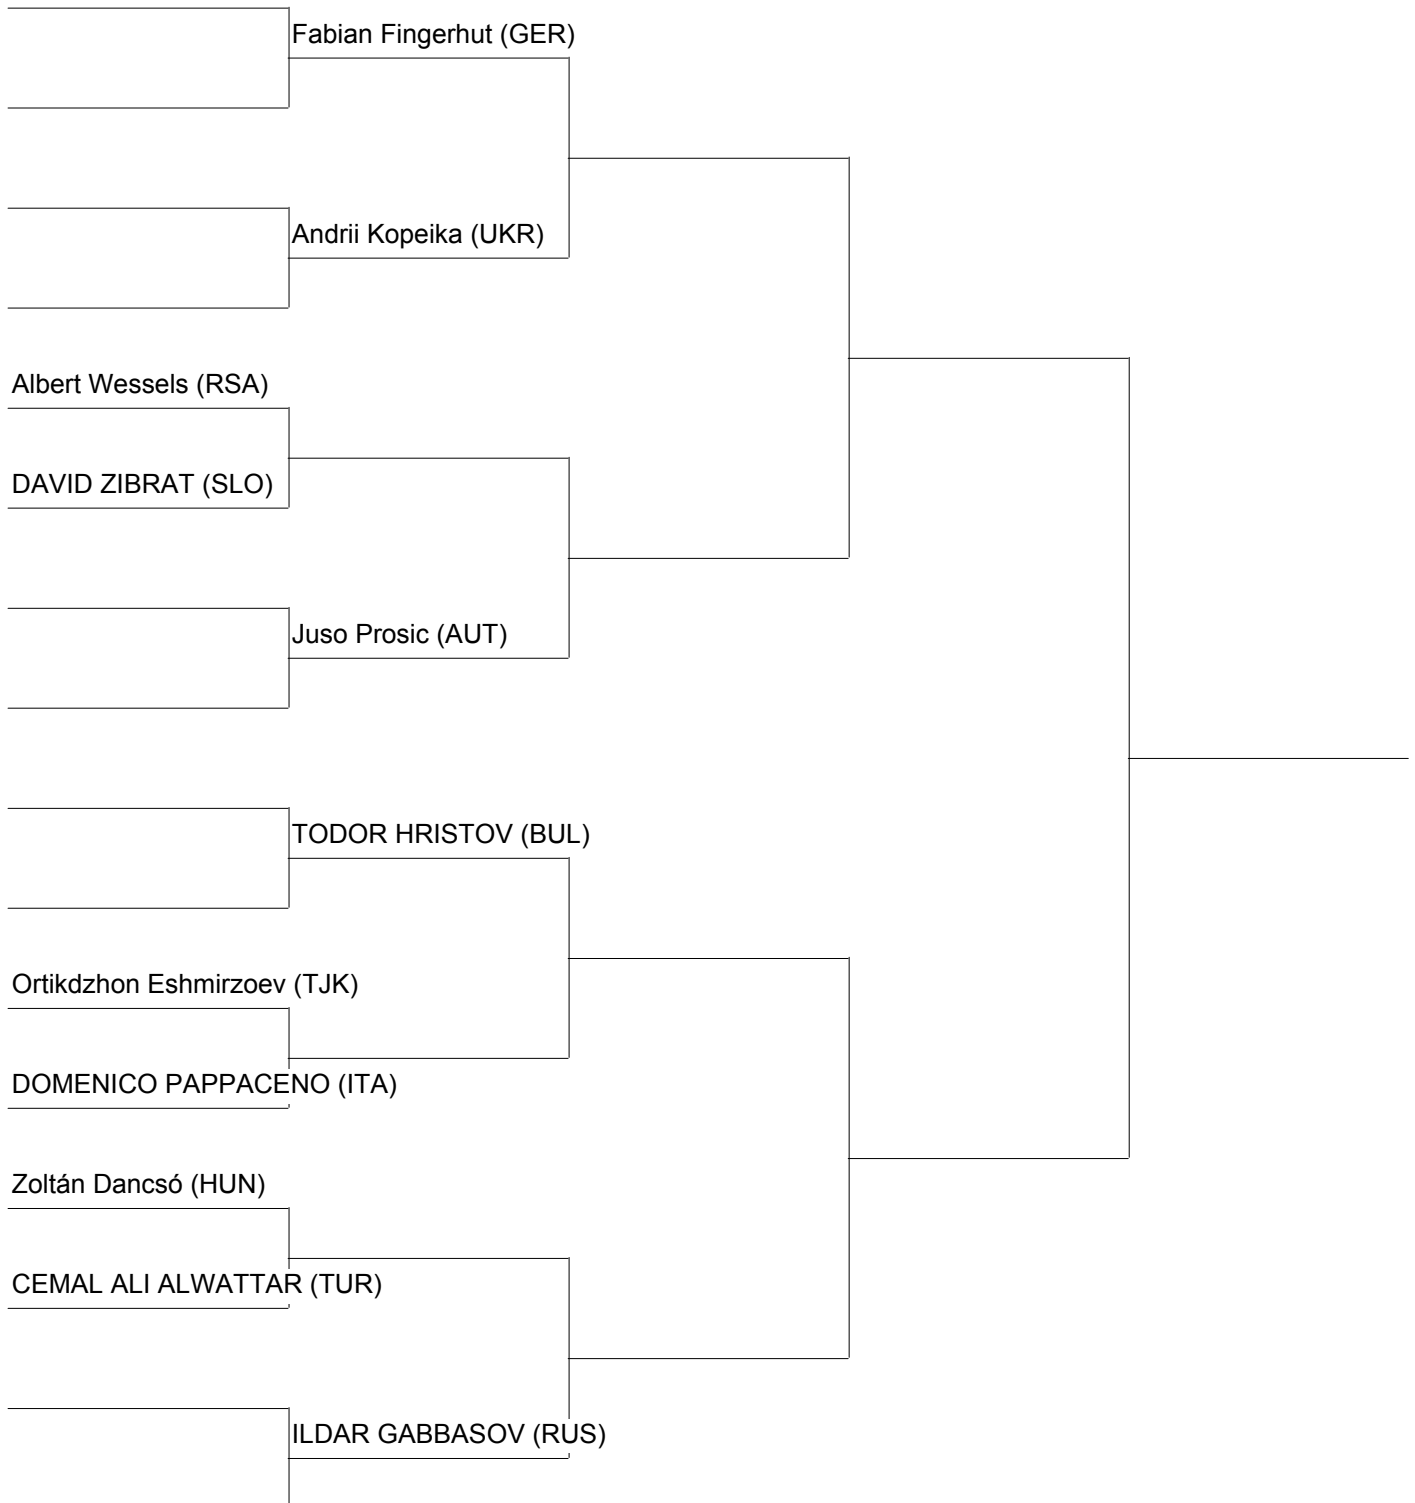 Fabian Fingerhut (GER)
Andrii Kopeika (UKR)
Albert Wessels (RSA)
DAVID ZIBRAT (SLO)
Juso Prosic (AUT)
TODOR HRISTOV (BUL)
Ortikdzhon Eshmirzoev (TJK)
DOMENICO PAPPACENO (ITA)
Zoltán Dancsó (HUN)
CEMAL ALI ALWATTAR (TUR)
ILDAR GABBASOV (RUS)